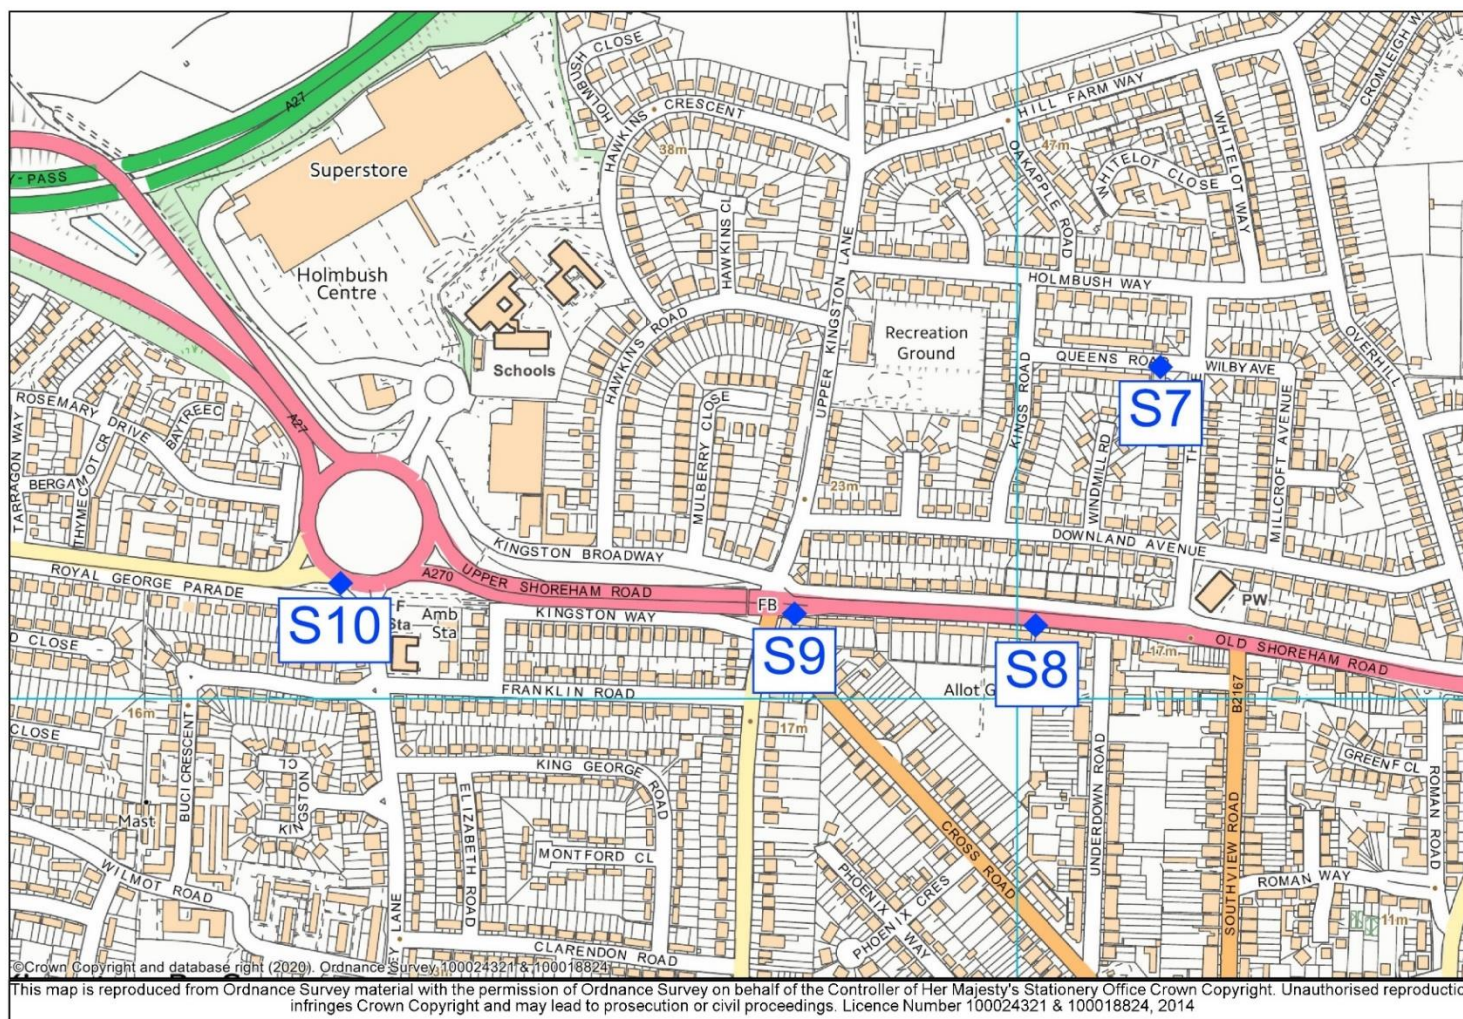 HOLMBUSH CLOSE
CROMLEIGH WA
A27
HAWKINS CRESCENT
HILL FARM WAY
WHITELOT WAY
38m
47m
Superstore
OAKAPPLE ROAD
WHITELOT CLOSE
Y-PASS
HAWKINS CL
UPPER KINGSTON LANE
Holmbush
Centre
HOLMBUSH WAY
HAWKINS ROAD
Recreation
Ground
OVERHILL
Schools
QUEENS ROAD
WILBY AVE
KINGS ROAD
S7
ROSEMARY DRIVE
TARRAGON WAY
BAYTREE C
A27
HAWKINS ROAD
MULBERRY CLOSE
WINDMILL RD
MILLCROFT AVENUE
BERGAMOT CR
THYME C
23m
KINGSTON BROADWAY
DOWNLAND AVENUE
ROYAL GEORGE PARADE
A270
UPPER SHOREHAM ROAD
FB
PW
S10
F
Sta
Amb
Sta
KINGSTON WAY
S9
S8
OLD SHOREHAM ROAD
17m
D CLOSE
FRANKLIN ROAD
Allot G
B2167
16m
17m
CLOSE
BUCI CRESCENT
KINGSTON CL
KING GEORGE ROAD
GREENF CL
ROMAN ROAD
Mast
ELIZABETH ROAD
MONTFORD CL
CROSS ROAD
UNDERDOWN ROAD
SOUTHVIEW ROAD
WILMOT ROAD
PHOENIX WAY
PHOENIX CRES
ROMAN WAY
11m
EY LANE
CLARENDON ROAD
©Crown Copyright and database right (2020). Ordnance Survey 100024321 & 100018824
This map is reproduced from Ordnance Survey material with the permission of Ordnance Survey on behalf of the Controller of Her Majesty's Stationery Office Crown Copyright. Unauthorised reproductio
infringes Crown Copyright and may lead to prosecution or civil proceedings. Licence Number 100024321 & 100018824, 2014